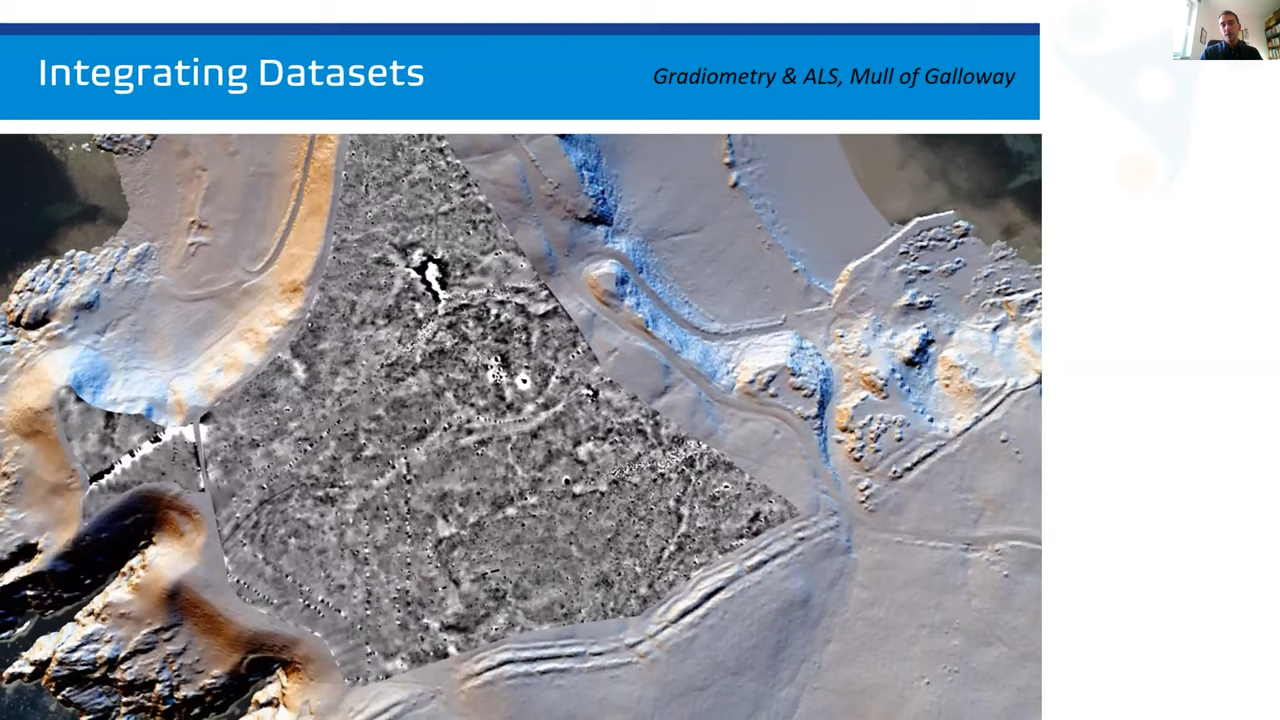 Integrating Datasets
Gradiometry & ALS, Mull of Galloway